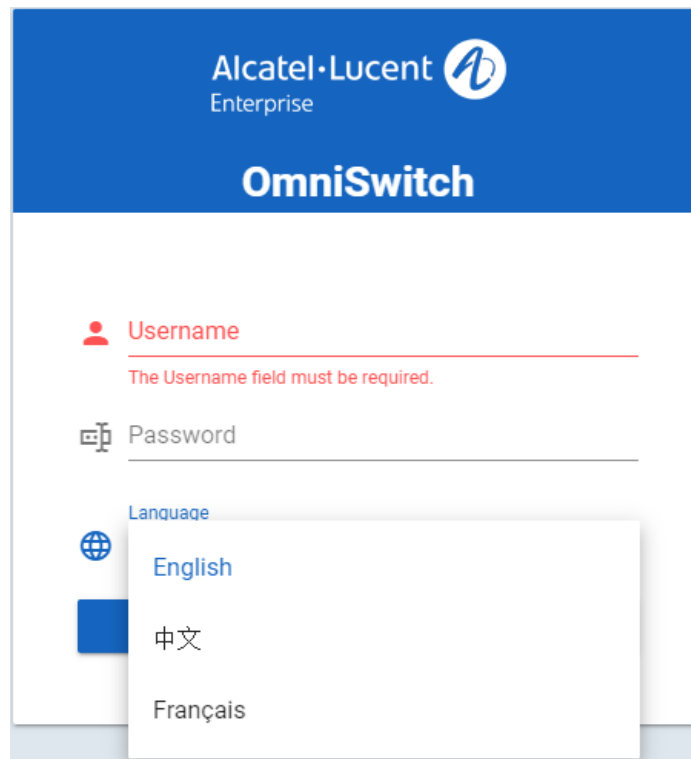 Alcatel·Lucent
Enterprise
OmniSwitch
Username
The Username field must be required.
Password
Language
English
中文
Français